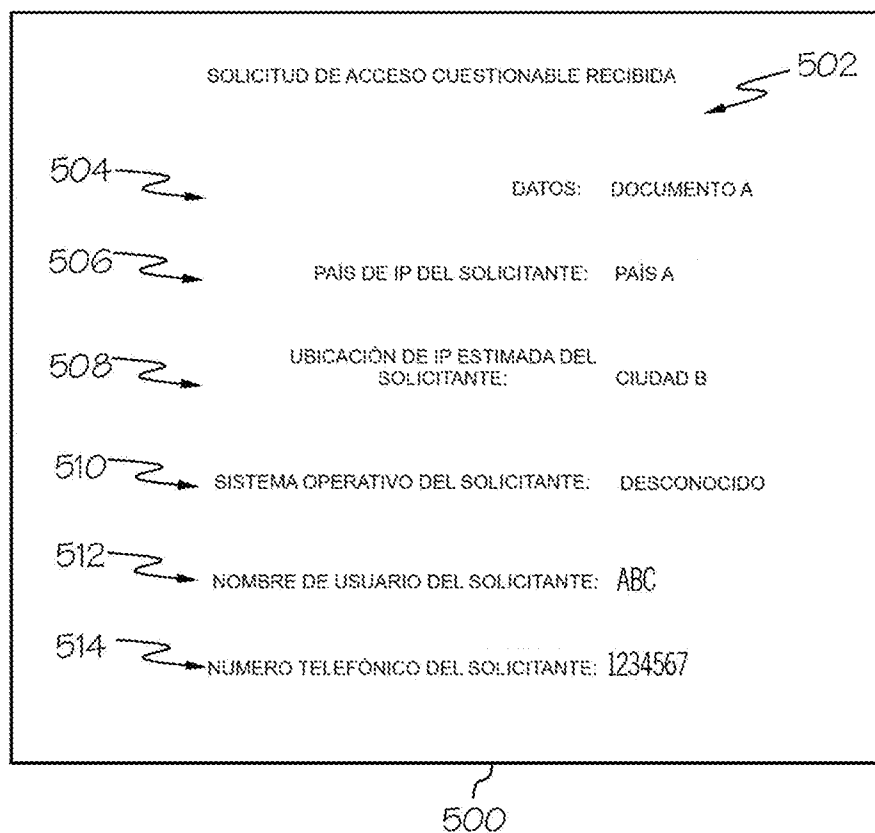 SOLICITUD DE ACCESO CUESTIONABLE RECIBIDA
502
504
DATOS: DOCUMENTO A
506
PAÍS DE IP DEL SOLICITANTE: PAÍS A
508
UBICACIÓN DE IP ESTIMADA DEL
SOLICITANTE: CIUDAD B
510
SISTEMA OPERATIVO DEL SOLICITANTE: DESCONOCIDO
512
NOMBRE DE USUARIO DEL SOLICITANTE: ABC
514
NUMERO TELEFÓNICO DEL SOLICITANTE: 1234567
500